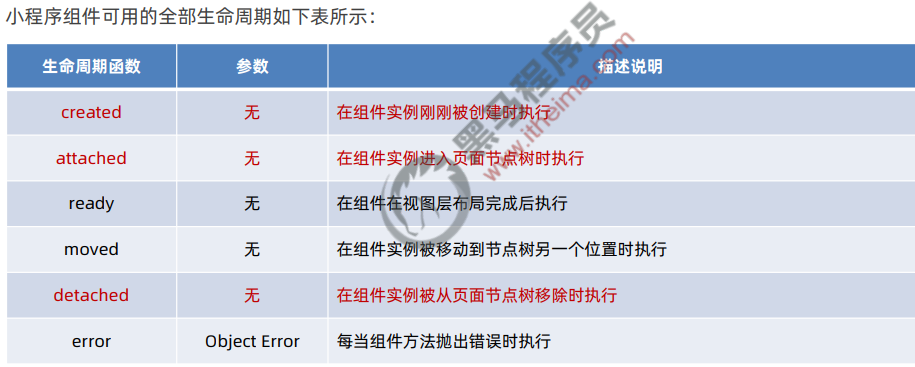 小程序组件可用的全部生命周期如下表所示：
生命周期函数 参数 描述说明
created 无 在组件实例刚刚被创建时执行
attached 无 在组件实例进入页面节点树时执行
ready 无 在组件在视图层布局完成后执行
moved 无 在组件实例被移动到节点树另一个位置时执行
detached 无 在组件实例被从页面节点树移除时执行
error Object Error 每当组件方法抛出错误时执行
黑马程序员
www.itheima.com